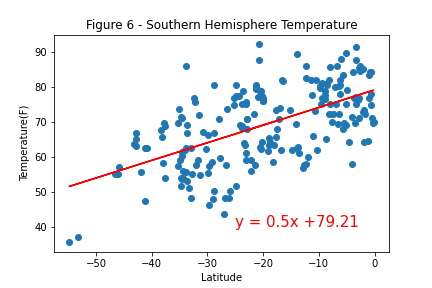 Figure 6 - Southern Hemisphere Temperature
90
80
70
60
50
40
Temperature(F)
y = 0.5x +79.21
−50 −40 −30 −20 −10 0
Latitude